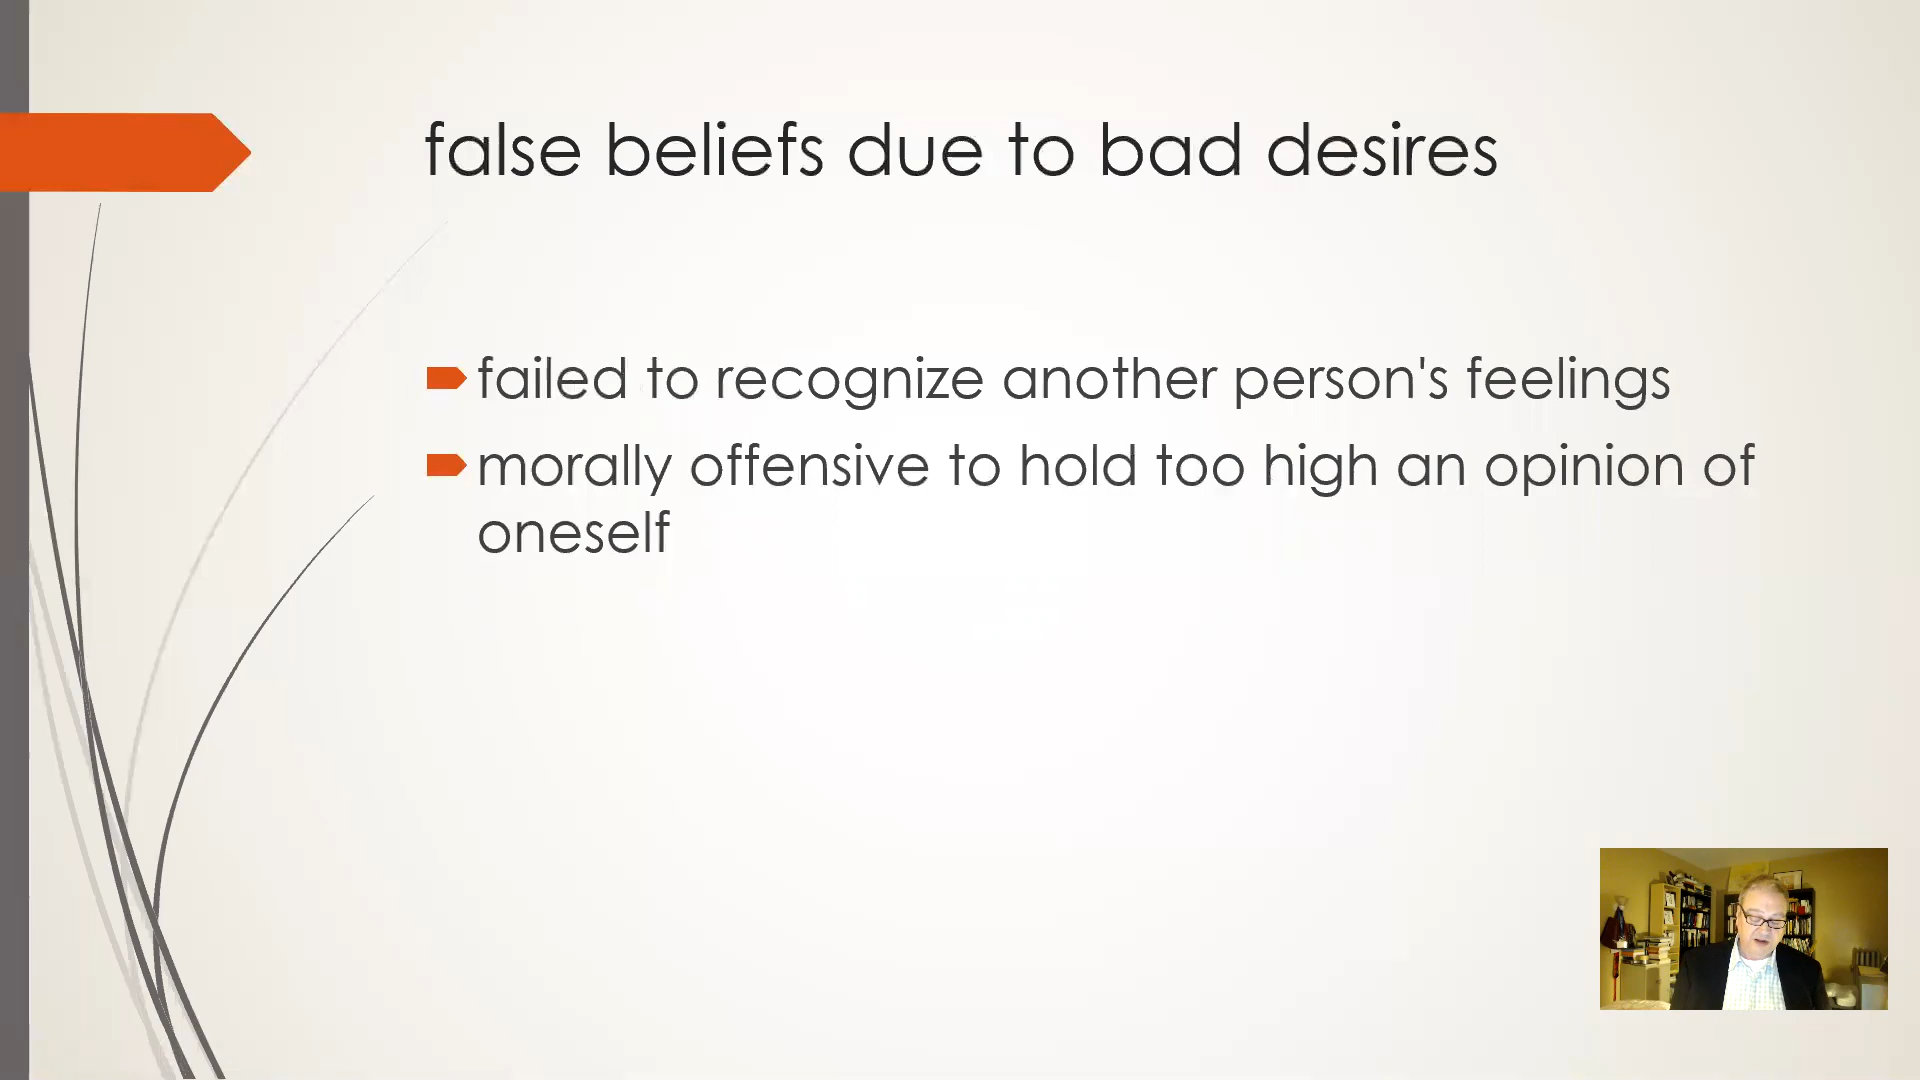 false beliefs due to bad desires
failed to recognize another person's feelings
morally offensive to hold too high an opinion of
oneself